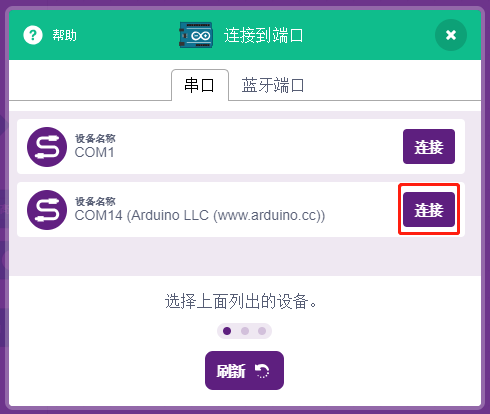 帮助
连接到端口
串口
蓝牙端口
设备名称
COM1
连接
设备名称
COM14 (Arduino LLC (www.arduino.cc))
连接
选择上面列出的设备。
刷新